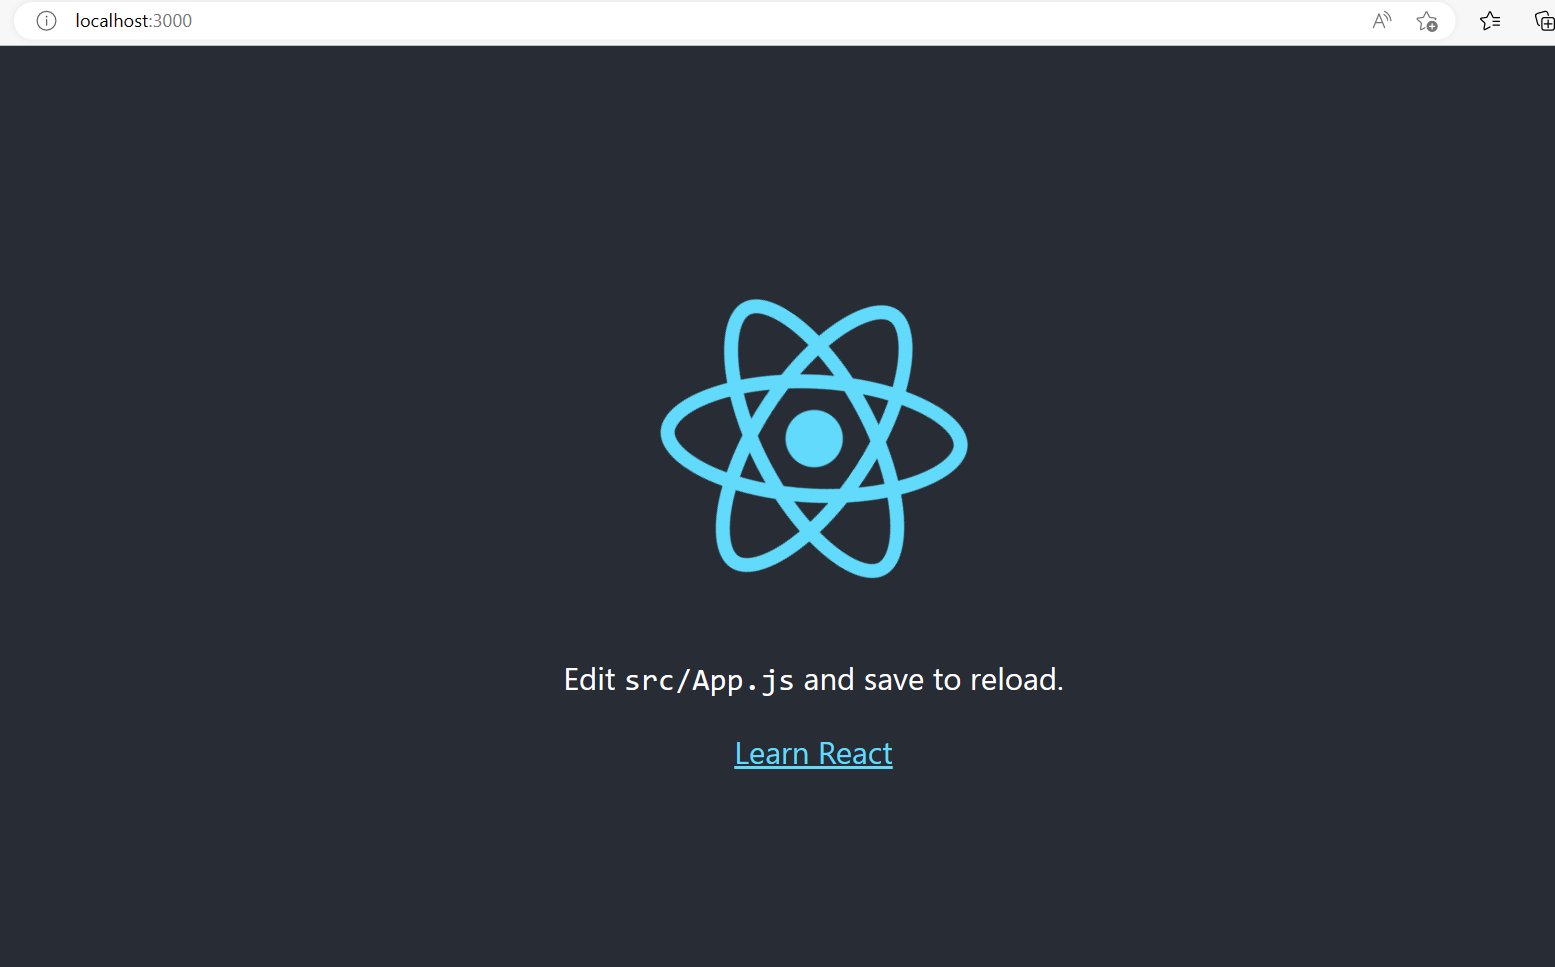 localhost:3000
Edit src/App.js and save to reload.
Learn React